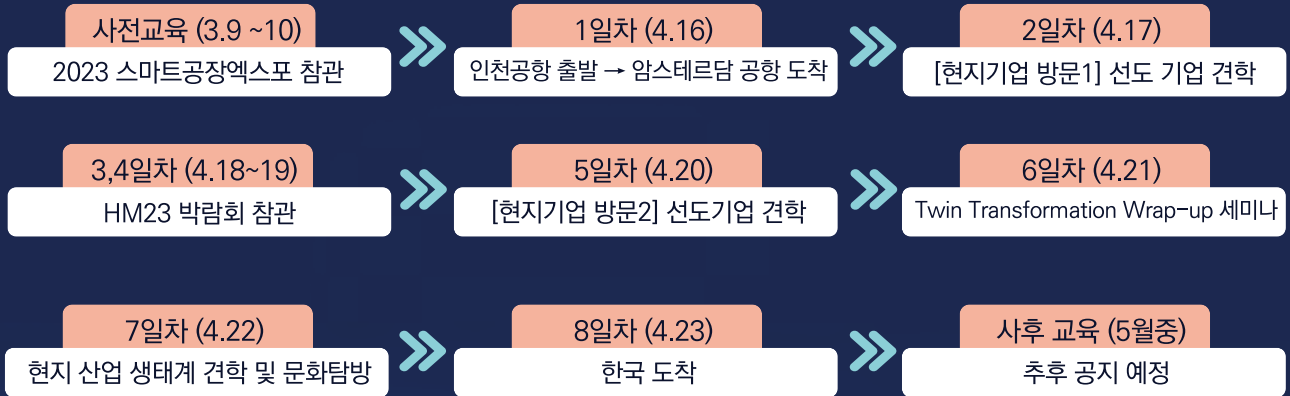 사전교육 (3.9 ~10)
2023 스마트공장엑스포 참관
1일차 (4.16)
인천공항 출발 → 암스테르담 공항 도착
2일차 (4.17)
[현지기업 방문1] 선도 기업 견학
3,4일차 (4.18~19)
HM23 박람회 참관
5일차 (4.20)
[현지기업 방문2] 선도기업 견학
6일차 (4.21)
Twin Transformation Wrap-up 세미나
7일차 (4.22)
현지 산업 생태계 견학 및 문화탐방
8일차 (4.23)
한국 도착
사후 교육 (5월중)
추후 공지 예정